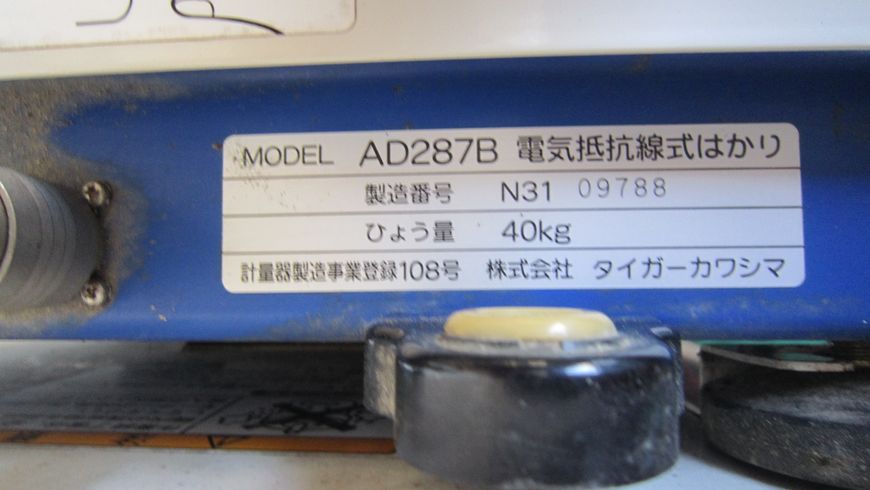 MODEL AD287B 電気抵抗線式はかり
製造番号 N31 09788
ひょう量 40kg
計量器製造事業登録108号 株式会社 タイガーカワシマ